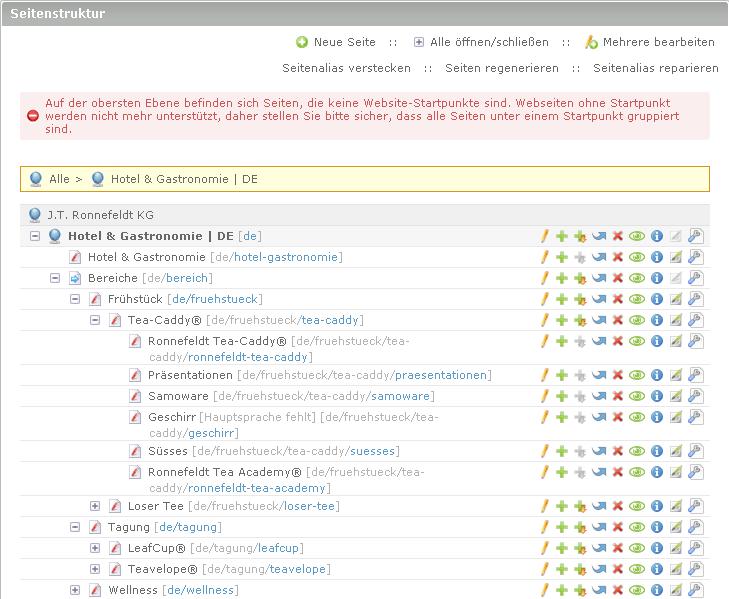 Seitenstruktur
Neue Seite :: Alle öffnen/schließen :: Mehrere bearbeiten
Seitenalias verstecken :: Seiten regenerieren :: Seitenalias reparieren
Auf der obersten Ebene befinden sich Seiten, die keine Website-Startpunkte sind. Webseiten ohne Startpunkt
werden nicht mehr unterstützt, daher stellen Sie bitte sicher, dass alle Seiten unter einem Startpunkt gruppiert
sind.
Alle > Hotel & Gastronomie | DE
J.T. Ronnefeldt KG
Hotel & Gastronomie | DE [de]
Hotel & Gastronomie [de/hotel-gastronomie]
Bereiche [de/bereich]
Frühstück [de/fruehstueck]
Tea-Caddy® [de/fruehstueck/tea-caddy]
Ronnefeldt Tea-Caddy® [de/fruehstueck/tea-
caddy/ronnefeldt-tea-caddy]
Präsentationen [de/fruehstueck/tea-caddy/praesentationen]
Samoware [de/fruehstueck/tea-caddy/samoware]
Geschirr [Hauptsprache fehlt] [de/fruehstueck/tea-
caddy/geschirr]
Süsses [de/fruehstueck/tea-caddy/suesses]
Ronnefeldt Tea Academy® [de/fruehstueck/tea-
caddy/ronnefeldt-tea-academy]
Loser Tee [de/fruehstueck/loser-tee]
Tagung [de/tagung]
LeafCup® [de/tagung/leafcup]
Teavelope® [de/tagung/teavelope]
Wellness [de/wellness]